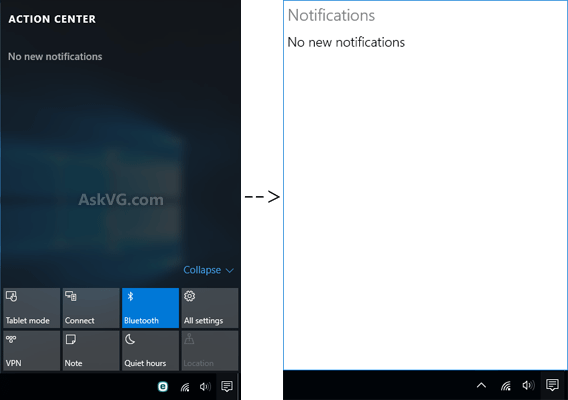 ACTION CENTER
No new notifications
AskVG.com
Collapse
Tablet mode
Connect
Bluetooth
All settings
VPN
Note
Quiet hours
Location
Notifications
No new notifications